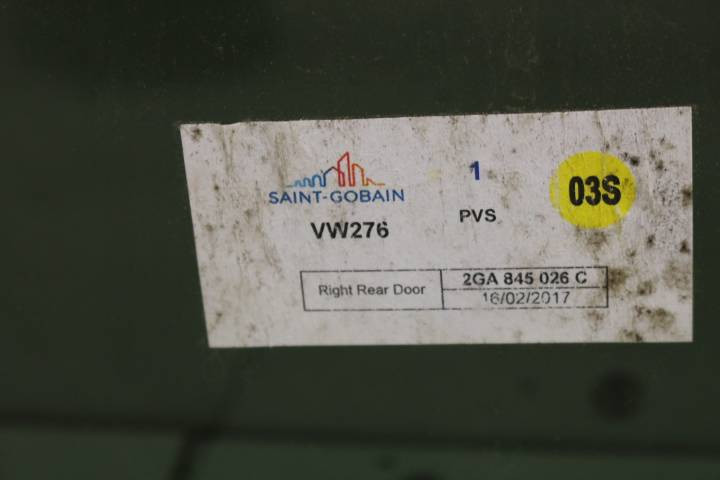 SAINT-GOBAIN
VW276
1
PVS
03S
Right Rear Door
2GA 845 026 C
16/02/2017